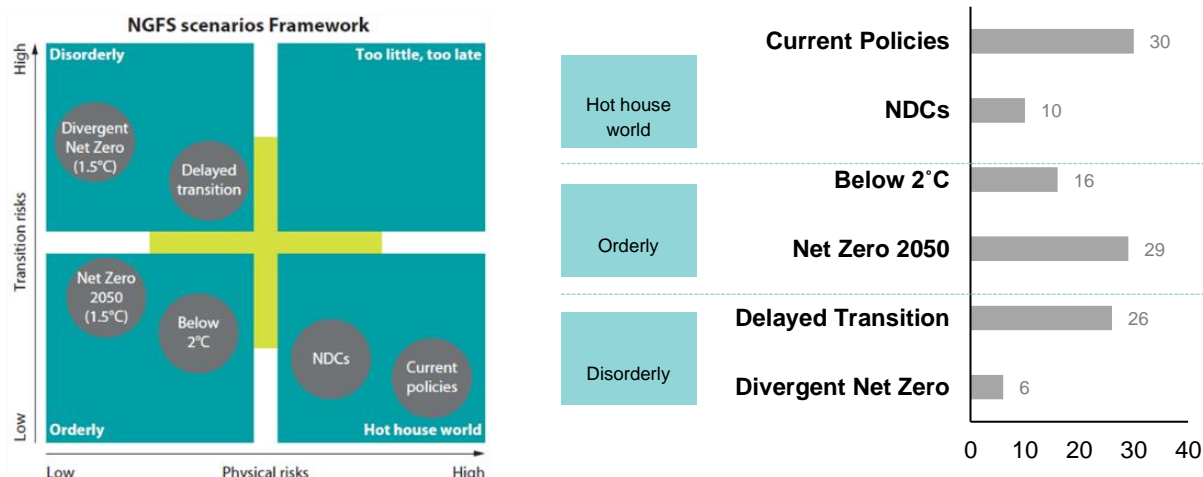 NGFS scenarios Framework
High
Transition risks
Low
Disorderly
Too little, too late
Divergent
Net Zero
(1.5°C)
Delayed
transition
Net Zero
2050
(1.5°C)
Below
2°C
NDCs
Current
policies
Orderly
Hot house world
Low
Physical risks
High
Hot house
world
Orderly
Disorderly
Current Policies
30
NDCs
10
Below 2˚C
16
Net Zero 2050
29
Delayed Transition
26
Divergent Net Zero
6
0 10 20 30 40